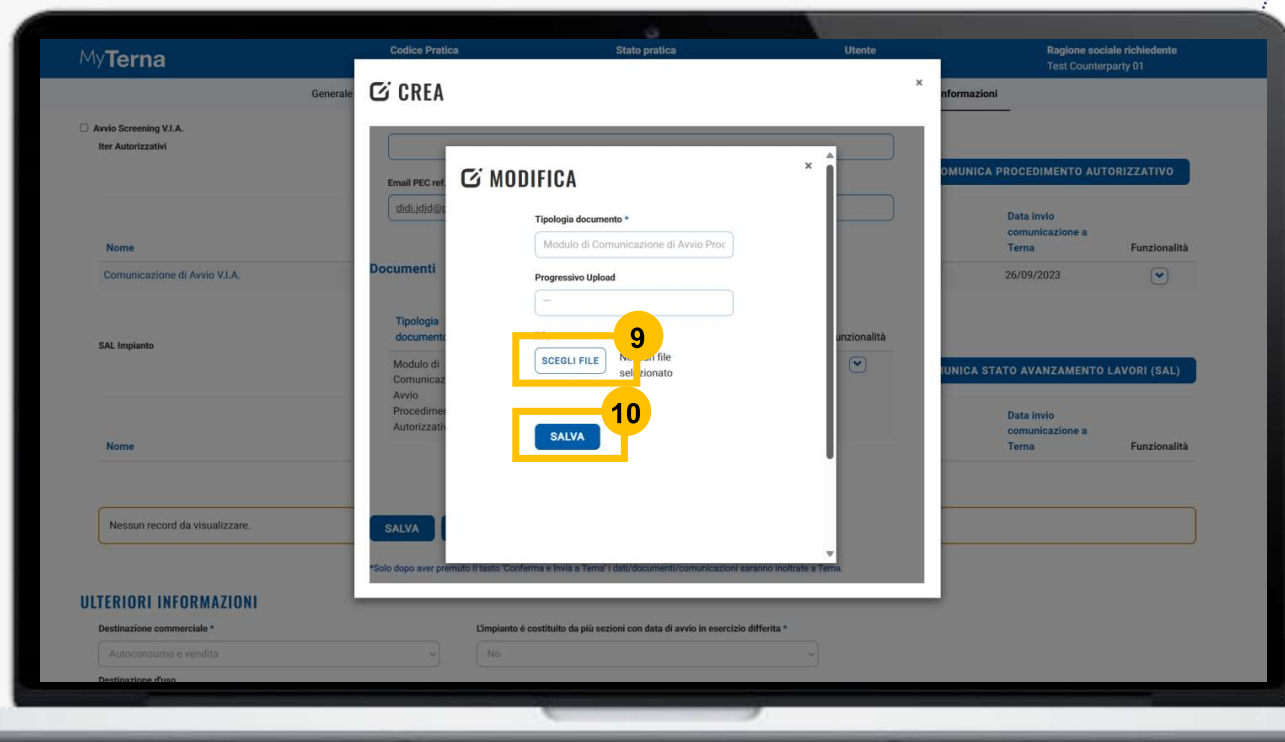 MyTerna
Codice Pratica
Stato pratica
Utente
Ragione sociale richiedente
Test Counterparty 01
Generale
nformazioni
CREA
×
Avvio Screening V.I.A.
Iter Autorizzativi
Email PEC ref.
didi.jdjd@p
OMUNICA PROCEDIMENTO AUTORIZZATIVO
Nome
Data invio
comunicazione a
Terna
Funzionalità
Comunicazione di Avvio V.I.A.
26/09/2023
Documenti
Tipologia
documento
unzionalità
Modulo di
Comunicaz
Avvio
Procedimen
Autorizzativ
MODIFICA
×
Tipologia documento *
Modulo di Comunicazione di Avvio Proc
Progressivo Upload
—
9
SCEGLI FILE
file
selezionato
10
SALVA
SAL Impianto
UNICA STATO AVANZAMENTO LAVORI (SAL)
Nome
Data invio
comunicazione a
Terna
Funzionalità
Nessun record da visualizzare.
SALVA
*Solo dopo aver premuto il tasto 'Conferma e Invia a Terna' i dati/documenti/comunicazioni saranno inoltrate a Terna.
ULTERIORI INFORMAZIONI
Destinazione commerciale *
L'impianto é costituito da più sezioni con data di avvio in esercizio differita *
Autoconsumo e vendita
No
Destinazione d'uso